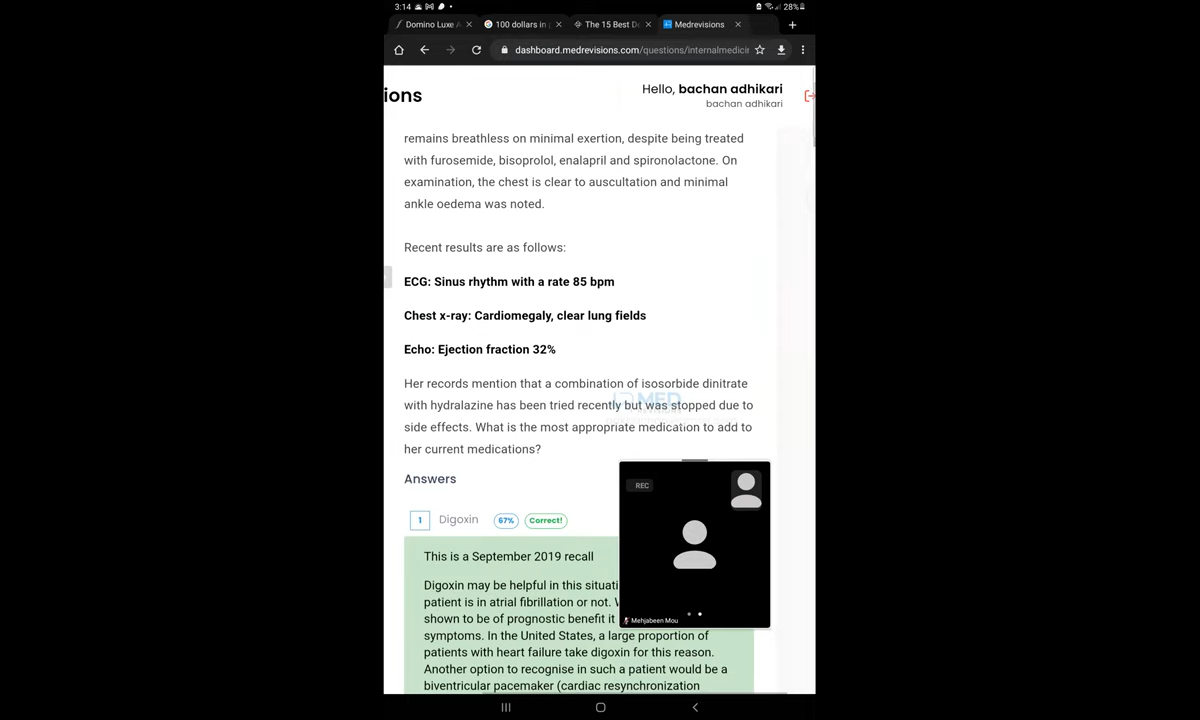 3:14
28%
Domino Luxe
100 dollars in
The 15 Best D
Medrevisions
dashboard.medrevisions.com/questions/internalmedicin
ions
Hello, bachan adhikari
bachan adhikari
remains breathless on minimal exertion, despite being treated
with furosemide, bisoprolol, enalapril and spironolactone. On
examination, the chest is clear to auscultation and minimal
ankle oedema was noted.
Recent results are as follows:
ECG: Sinus rhythm with a rate 85 bpm
Chest x-ray: Cardiomegaly, clear lung fields
Echo: Ejection fraction 32%
Her records mention that a combination of isosorbide dinitrate
with hydralazine has been tried recently but was stopped due to
side effects. What is the most appropriate medication to add to
her current medications?
MED
Answers
REC
1 Digoxin 67% Correct!
This is a September 2019 recall
Digoxin may be helpful in this situati
patient is in atrial fibrillation or not.
shown to be of prognostic benefit it
Mehjabeen Mou
symptoms. In the United States, a large proportion of
patients with heart failure take digoxin for this reason.
Another option to recognise in such a patient would be a
biventricular pacemaker (cardiac resynchronization